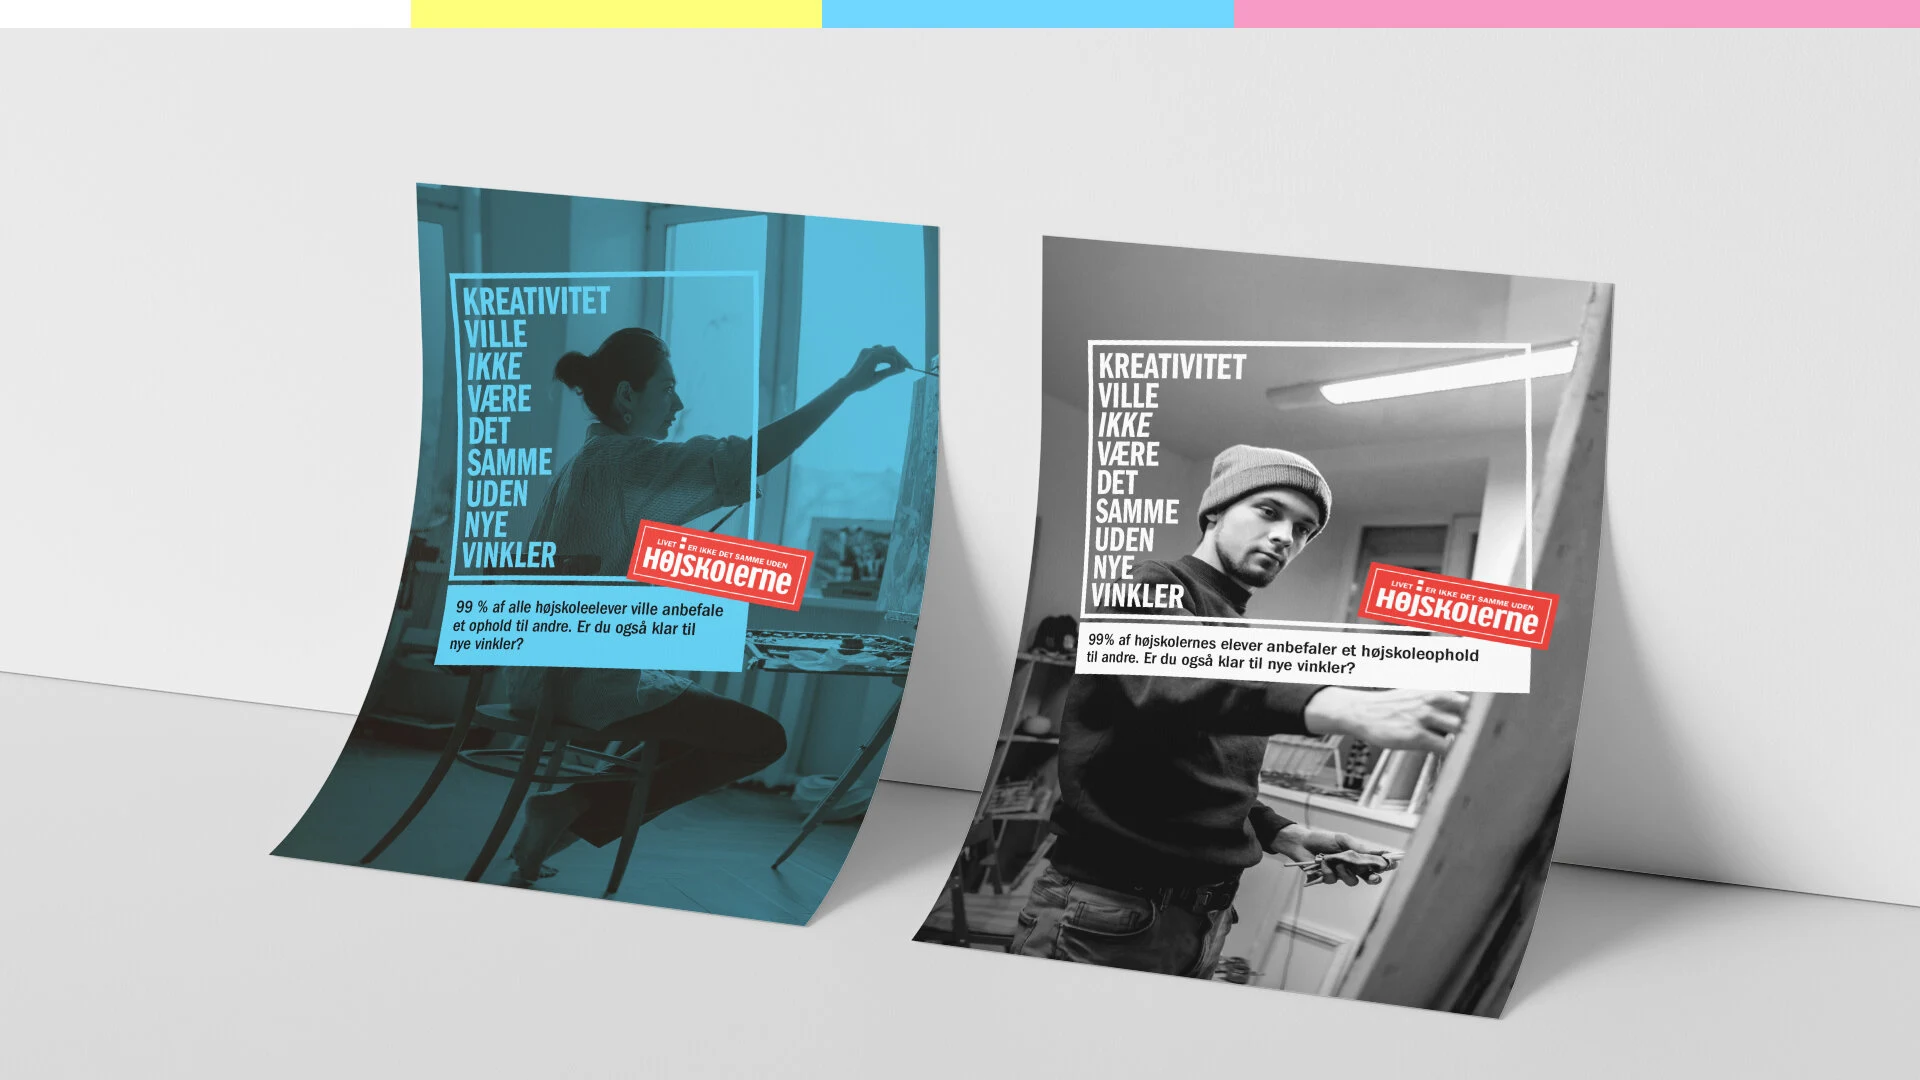 KREATIVITET
VILLE
IKKE
VÆRE
DET
SAMME
UDEN
NYE
VINKLER
LIVET ER IKKE DET SAMME UDEN
HØJSKOLERNE
99 % af alle højskoleelever ville anbefale
et ophold til andre. Er du også klar til
nye vinkler?
KREATIVITET
VILLE
IKKE
VÆRE
DET
SAMME
UDEN
NYE
VINKLER
LIVET ER IKKE DET SAMME UDEN
HØJSKOLERNE
99% af højskolernes elever anbefaler et højskoleophold
til andre. Er du også klar til nye vinkler?